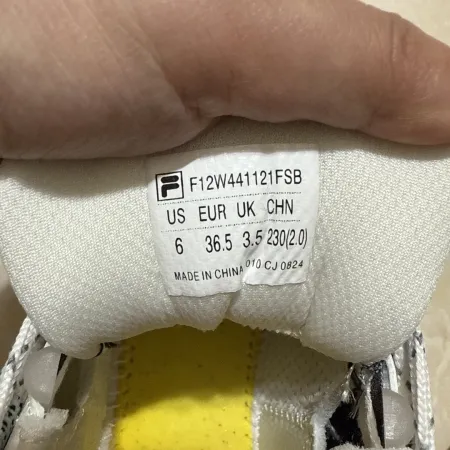 F12W441121FSB
US EUR UK CHN
6 36.5 3.5 230(2.0)
MADE IN CHINA 010 CJ 0824